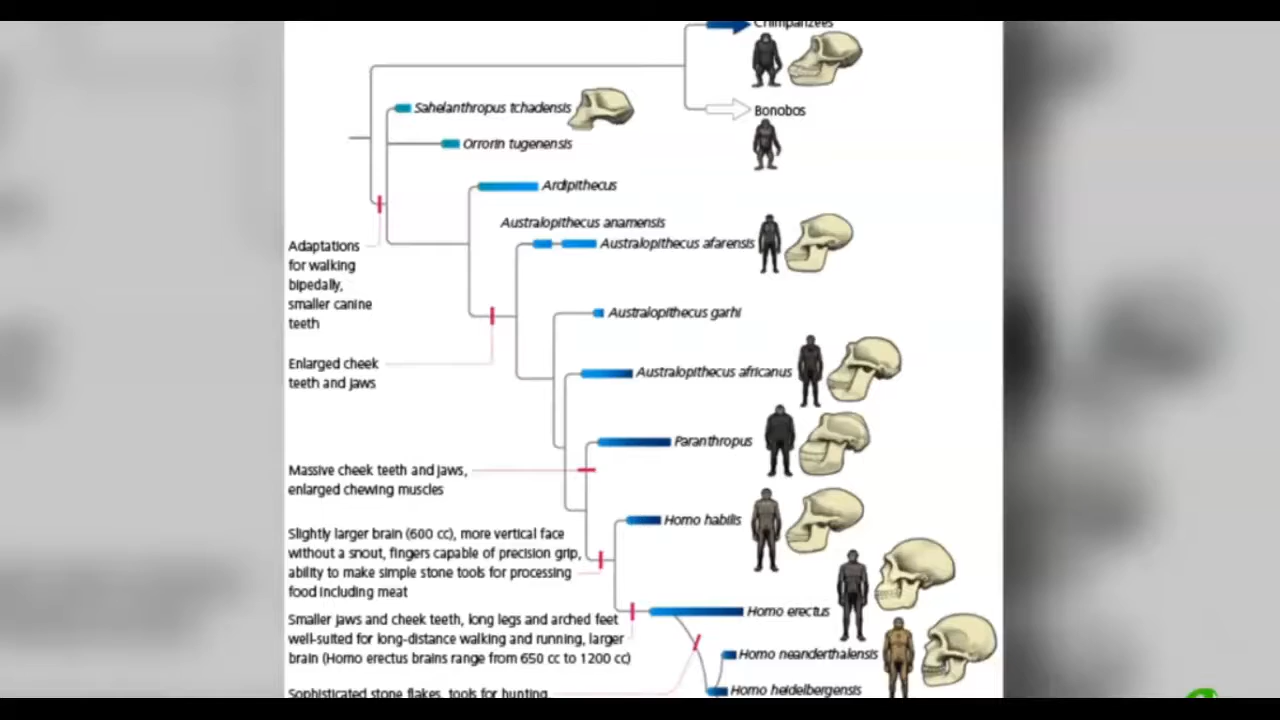 Chimpanzees
Sahelanthropus tchadensis
Bonobos
Orrorin tugenensis
Ardipithecus
Australopithecus anamensis
Australopithecus afarensis
Adaptations
for walking
bipedally,
smaller canine
teeth
Australopithecus garhi
Enlarged cheek
teeth and jaws
Australopithecus africanus
Paranthropus
Massive cheek teeth and jaws,
enlarged chewing muscles
Homo habilis
Slightly larger brain (600 cc), more vertical face
without a snout, fingers capable of precision grip,
ability to make simple stone tools for processing
food including meat
Homo erectus
Smaller jaws and cheek teeth, long legs and arched feet
well-suited for long-distance walking and running, larger
brain (Homo erectus brains range from 650 cc to 1200 cc)
Homo neanderthalensis
Homo heidelbergensis
Sophisticated stone flakes, tools for hunting,